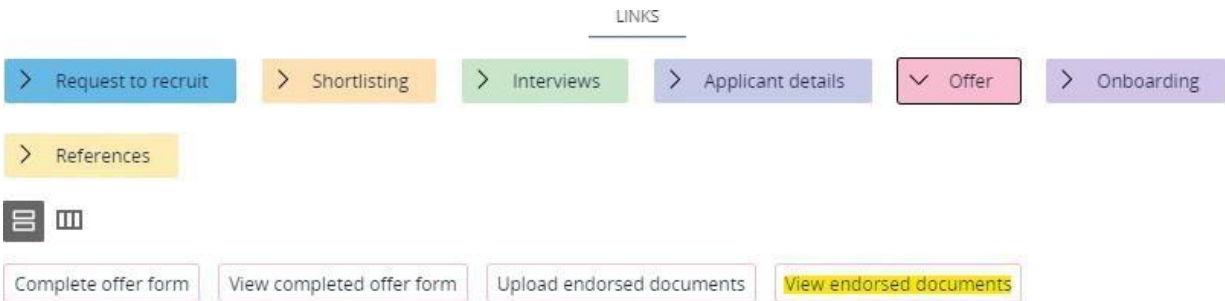 LINKS
Request to recruit Shortlisting Interviews Applicant details Offer Onboarding
References
Complete offer form View completed offer form Upload endorsed documents View endorsed documents